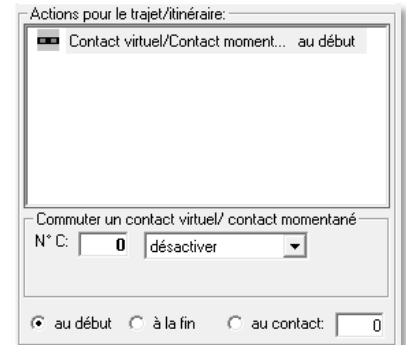 Actions pour le trajet/itinéraire:
Contact virtuel/Contact moment... au début
Commuter un contact virtuel/ contact momentané
N° C: 0 désactiver
au début à la fin au contact: 0